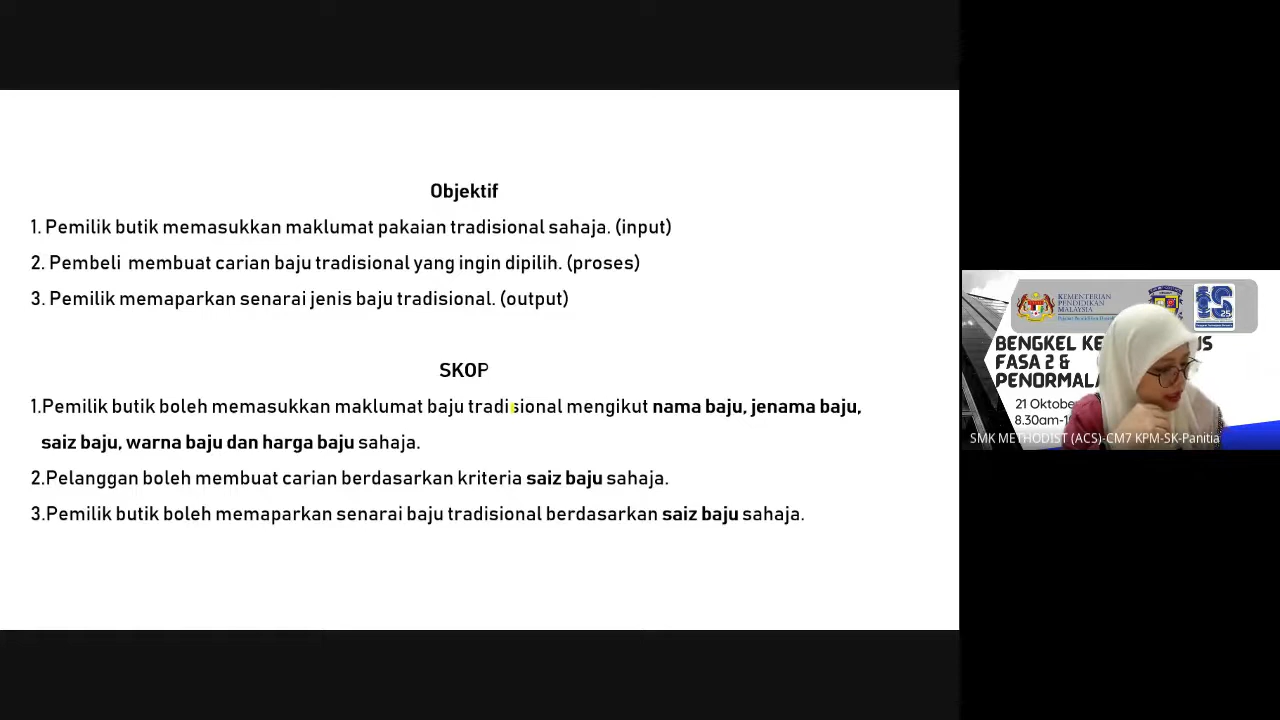 Objektif
1. Pemilik butik memasukkan maklumat pakaian tradisional sahaja. (input)
2. Pembeli membuat carian baju tradisional yang ingin dipilih. (proses)
3. Pemilik memaparkan senarai jenis baju tradisional. (output)
SKOP
1.Pemilik butik boleh memasukkan maklumat baju tradisional mengikut nama baju, jenama baju,
saiz baju, warna baju dan harga baju sahaja.
2.Pelanggan boleh membuat carian berdasarkan kriteria saiz baju sahaja.
3.Pemilik butik boleh memaparkan senarai baju tradisional berdasarkan saiz baju sahaja.
KEMENTERIAN
PENDIDIKAN
MALAYSIA
25
BENGKEL
FASA 2 &
21 Oktober
8.30am
SMK METHODIST (ACS)-CM7 KPM-SK-Panitia